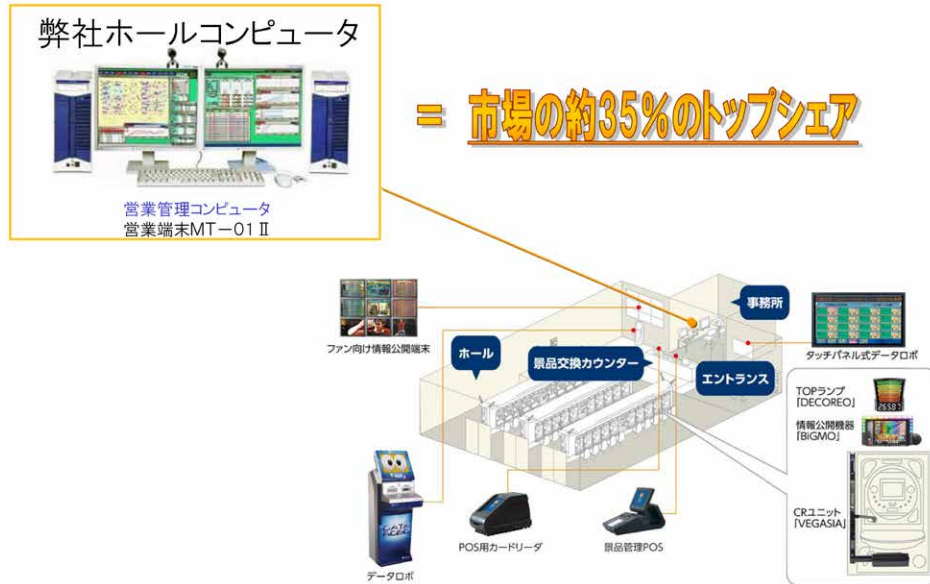 弊社ホールコンピュータ
営業管理コンピュータ
営業端末MT-01Ⅱ
= 市場の約35%のトップシェア
ファン向け情報公開端末
ホール
景品交換カウンター
事務所
エントランス
タッチパネル式データロボ
TOPランプ
「DECOREO」
情報公開機器
「BiGMO」
CRユニット
「VEGASIA」
データロボ
POS用カードリーダ
景品管理POS